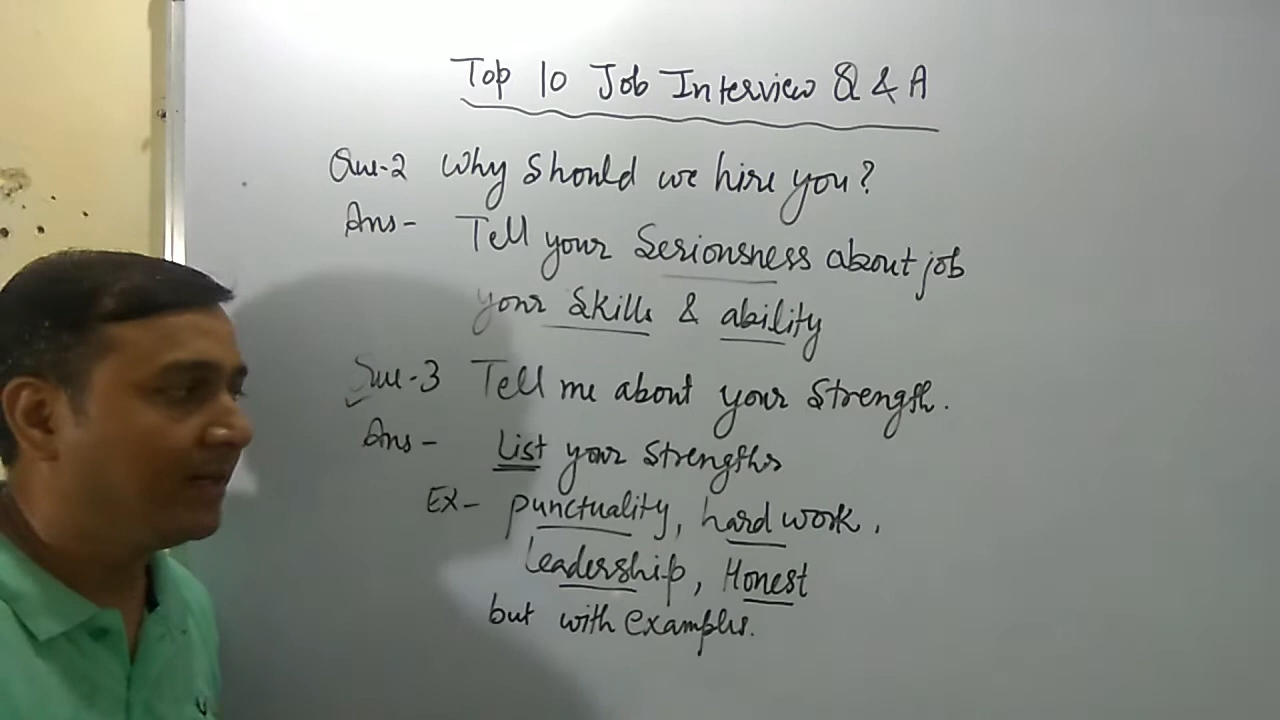 Top 10 Job Interview Q & A
Que-2 Why should we hire you?
Ans- Tell your Seriousness about job
your skills & ability
Que-3 Tell me about your strength.
Ans- List your strengths
Ex- punctuality, hard work.
Leadership, Honest
but with examples.